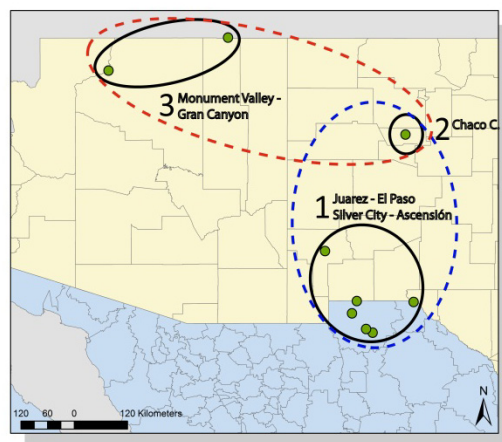 3 Monument Valley -
Gran Canyon
2 Chaco C.
1 Juarez - El Paso
Silver City - Ascensión
120 60 0 120 Kilometers
N